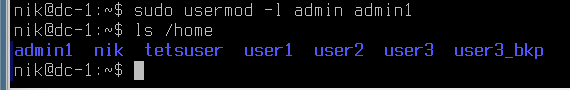 nik@dc-1:~$ sudo usermod -l admin admin1
nik@dc-1:~$ ls /home
admin1 nik tetsuser user1 user2 user3 user3_bkp
nik@dc-1:~$